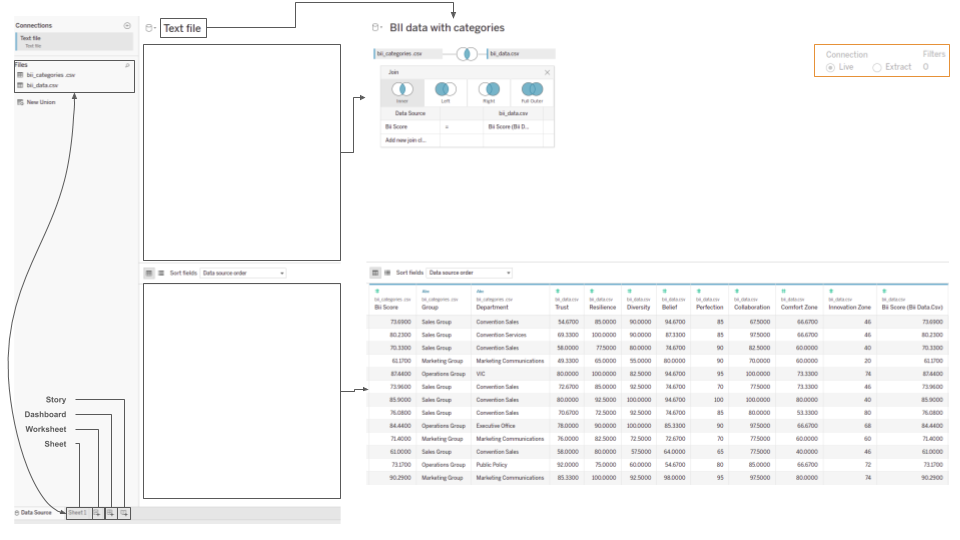 Connections
Text file
Text file
Files
bii_categories .csv
bii_data.csv
New Union
Text file
BII data with categories
bii_categories .csv
bii_data.csv
Join
Inner
Left
Right
Full Outer
Data Source
bii_data.csv
Bii Score
=
Bii Score (Bii D...
Add new join cl...
Connection
Filters
Live
Extract
0
Sort fields
Data source order
Sort fields
Data source order
bii_categories .csv bii_categories .csv bii_categories .csv bii_data.csv bii_data.csv bii_data.csv bii_data.csv bii_data.csv bii_data.csv bii_data.csv bii_data.csv bii_data.csv
Bii Score Group Department Trust Resilience Diversity Belief Perfection Collaboration Comfort Zone Innovation Zone Bii Score (Bii Data.Csv)
73.6900 Sales Group Convention Sales 54.6700 85.0000 90.0000 94.6700 85 67.5000 66.6700 46 73.6900
80.2300 Sales Group Convention Services 69.3300 100.0000 90.0000 87.3300 85 97.5000 66.6700 46 80.2300
70.3300 Sales Group Convention Sales 58.0000 77.5000 80.0000 74.6700 90 82.5000 60.0000 40 70.3300
61.1700 Marketing Group Marketing Communications 49.3300 65.0000 55.0000 80.0000 90 70.0000 60.0000 20 61.1700
87.4400 Operations Group VIC 80.0000 100.0000 82.5000 94.6700 95 100.0000 73.3300 74 87.4400
73.9600 Sales Group Convention Sales 72.6700 85.0000 92.5000 74.6700 70 77.5000 73.3300 46 73.9600
85.9000 Sales Group Convention Sales 80.0000 92.5000 100.0000 94.6700 100 100.0000 80.0000 40 85.9000
76.0800 Sales Group Convention Sales 70.6700 72.5000 92.5000 74.6700 85 80.0000 53.3300 80 76.0800
84.4400 Operations Group Executive Office 78.0000 90.0000 100.0000 85.3300 90 97.5000 66.6700 68 84.4400
71.4000 Marketing Group Marketing Communications 76.0000 82.5000 72.5000 72.6700 70 77.5000 60.0000 60 71.4000
61.0000 Sales Group Convention Sales 58.0000 80.0000 57.5000 64.0000 65 77.5000 40.0000 46 61.0000
73.1700 Operations Group Public Policy 92.0000 75.0000 60.0000 54.6700 80 85.0000 66.6700 72 73.1700
90.2900 Marketing Group Marketing Communications 85.3300 100.0000 92.5000 98.0000 95 97.5000 80.0000 74 90.2900
Story
Dashboard
Worksheet
Sheet
Data Source
Sheet 1